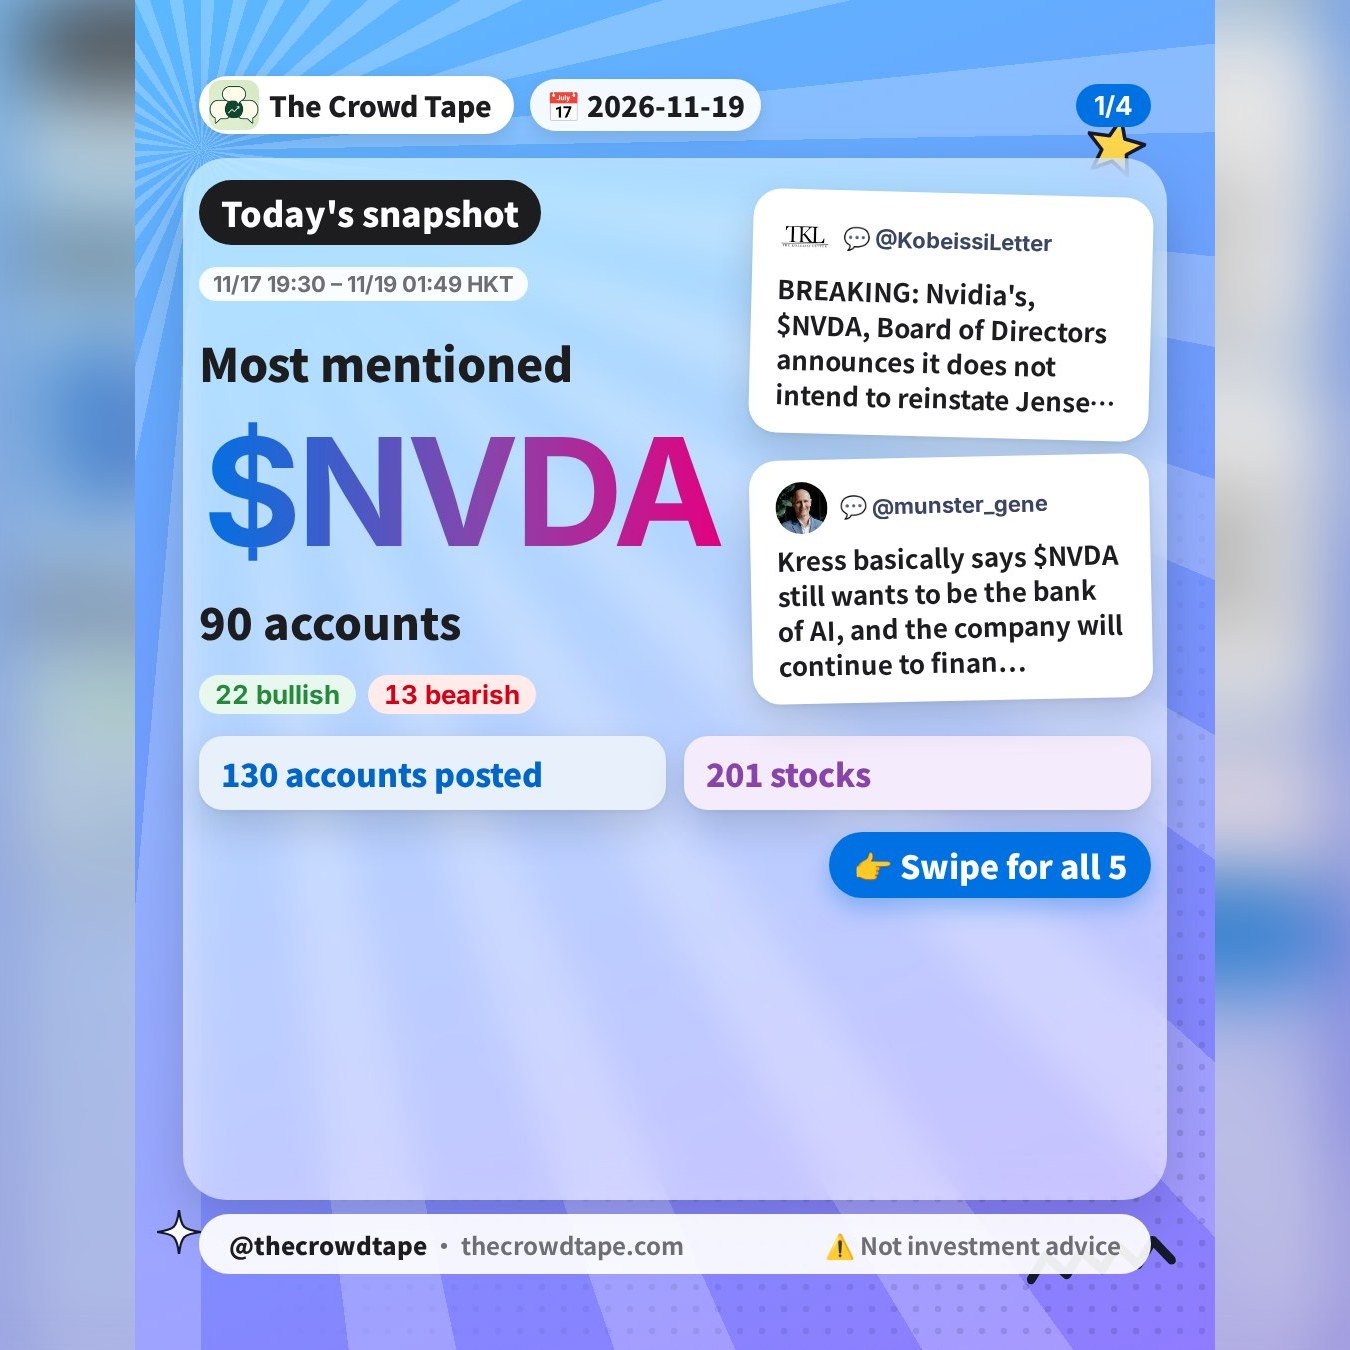 The Crowd Tape
July
17
2026-11-19
1/4
Today's snapshot
11/17 19:30 – 11/19 01:49 HKT
Most mentioned
$NVDA
90 accounts
22 bullish
13 bearish
TKL
@KobeissiLetter
BREAKING: Nvidia's,
$NVDA, Board of Directors
announces it does not
intend to reinstate Jense…
@munster_gene
Kress basically says $NVDA
still wants to be the bank
of AI, and the company will
continue to finan…
130 accounts posted
201 stocks
Swipe for all 5
@thecrowdtape • thecrowdtape.com
Not investment advice